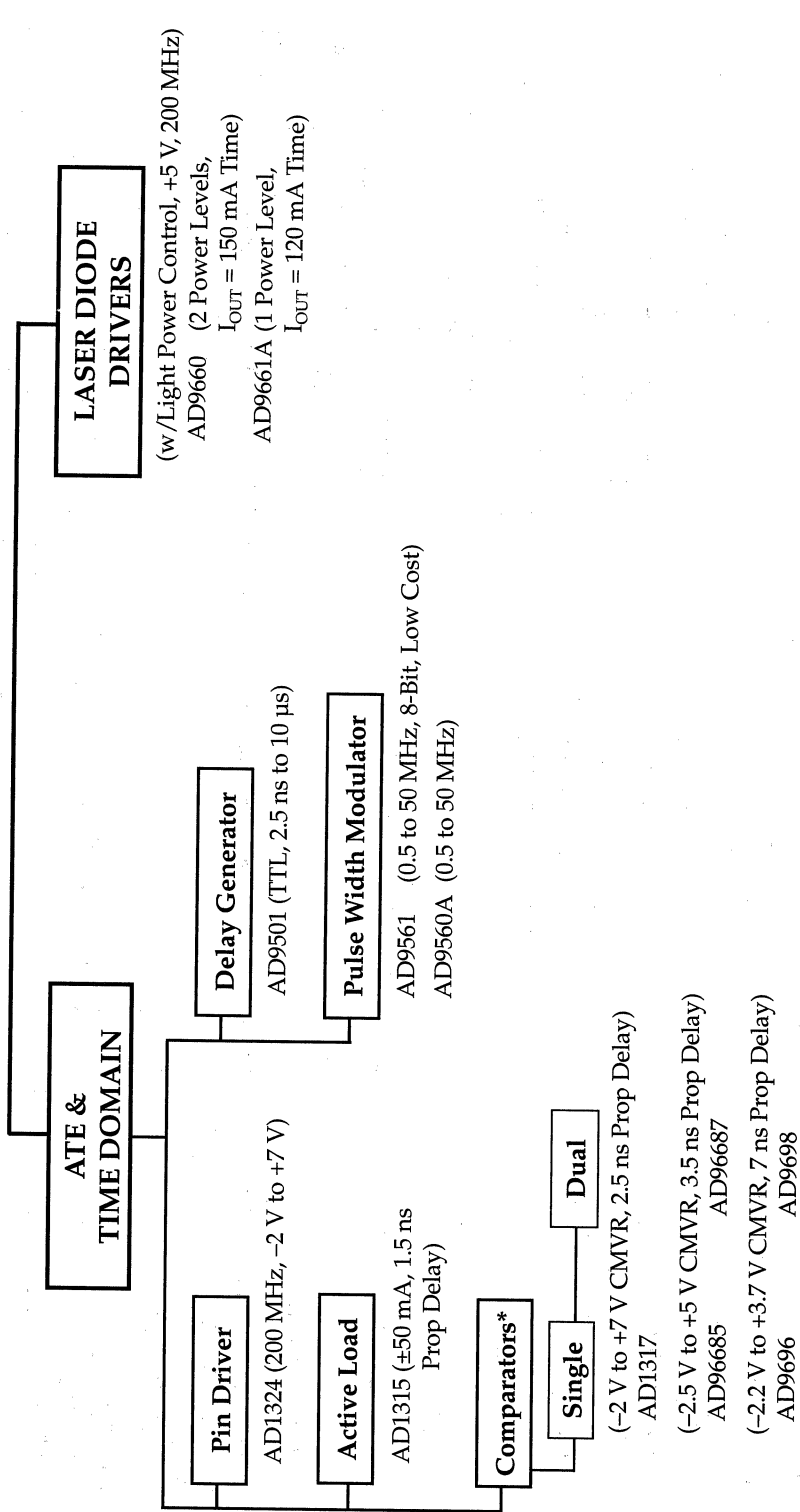 ATE &
TIME DOMAIN
Pin Driver
AD1324 (200 MHz, –2 V to +7 V)
Active Load
AD1315 (±50 mA, 1.5 ns
Prop Delay)
Comparators*
Single
Dual
(–2 V to +7 V CMVR, 2.5 ns Prop Delay)
AD1317
(–2.5 V to +5 V CMVR, 3.5 ns Prop Delay)
AD96685 AD96687
(–2.2 V to +3.7 V CMVR, 7 ns Prop Delay)
AD9696 AD9698
Delay Generator
AD9501 (TTL, 2.5 ns to 10 µs)
Pulse Width Modulator
AD9561 (0.5 to 50 MHz, 8-Bit, Low Cost)
AD9560A (0.5 to 50 MHz)
LASER DIODE
DRIVERS
(w/Light Power Control, +5 V, 200 MHz)
AD9660 (2 Power Levels,
IOUT = 150 mA Time)
AD9661A (1 Power Level,
IOUT = 120 mA Time)